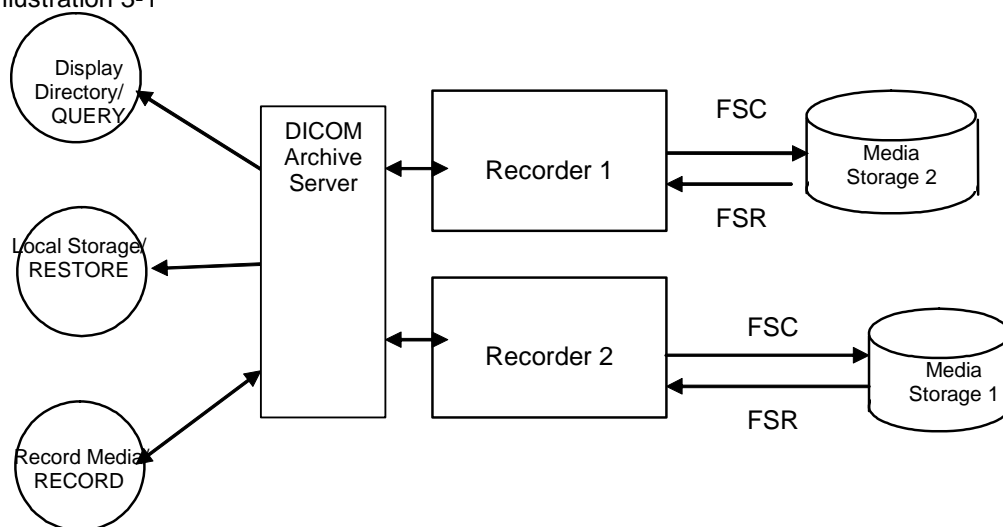 Illustration 3-1
Display
Directory/
QUERY
Local Storage/
RESTORE
Record Media/
RECORD
DICOM
Archive
Server
Recorder 1
FSC
FSR
Media
Storage 2
Recorder 2
FSC
FSR
Media
Storage 1